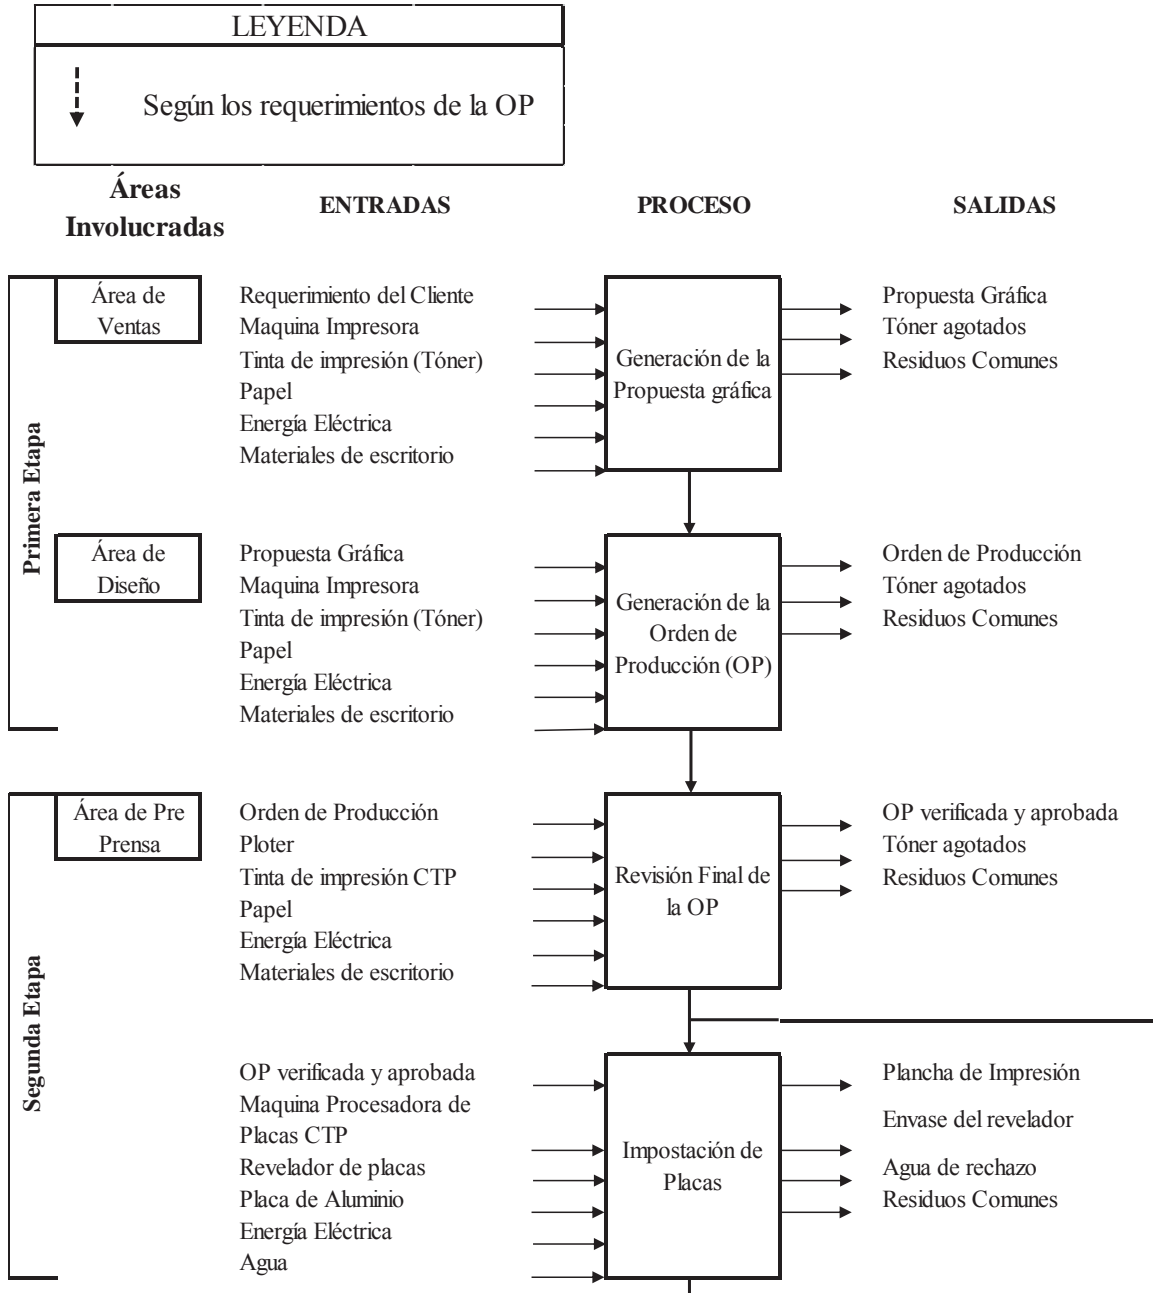 LEYENDA
Según los requerimientos de la OP
Áreas
Involucradas
ENTRADAS
PROCESO
SALIDAS
Primera Etapa
Área de
Ventas
Requerimiento del Cliente
Maquina Impresora
Tinta de impresión (Tóner)
Papel
Energía Eléctrica
Materiales de escritorio
Generación de la
Propuesta gráfica
Propuesta Gráfica
Tóner agotados
Residuos Comunes
Área de
Diseño
Propuesta Gráfica
Maquina Impresora
Tinta de impresión (Tóner)
Papel
Energía Eléctrica
Materiales de escritorio
Generación de la
Orden de
Producción (OP)
Orden de Producción
Tóner agotados
Residuos Comunes
Segunda Etapa
Área de Pre
Prensa
Orden de Producción
Ploter
Tinta de impresión CTP
Papel
Energía Eléctrica
Materiales de escritorio
Revisión Final de
la OP
OP verificada y aprobada
Tóner agotados
Residuos Comunes
OP verificada y aprobada
Maquina Procesadora de
Placas CTP
Revelador de placas
Placa de Aluminio
Energía Eléctrica
Agua
Impostación de
Placas
Plancha de Impresión
Envase del revelador
Agua de rechazo
Residuos Comunes